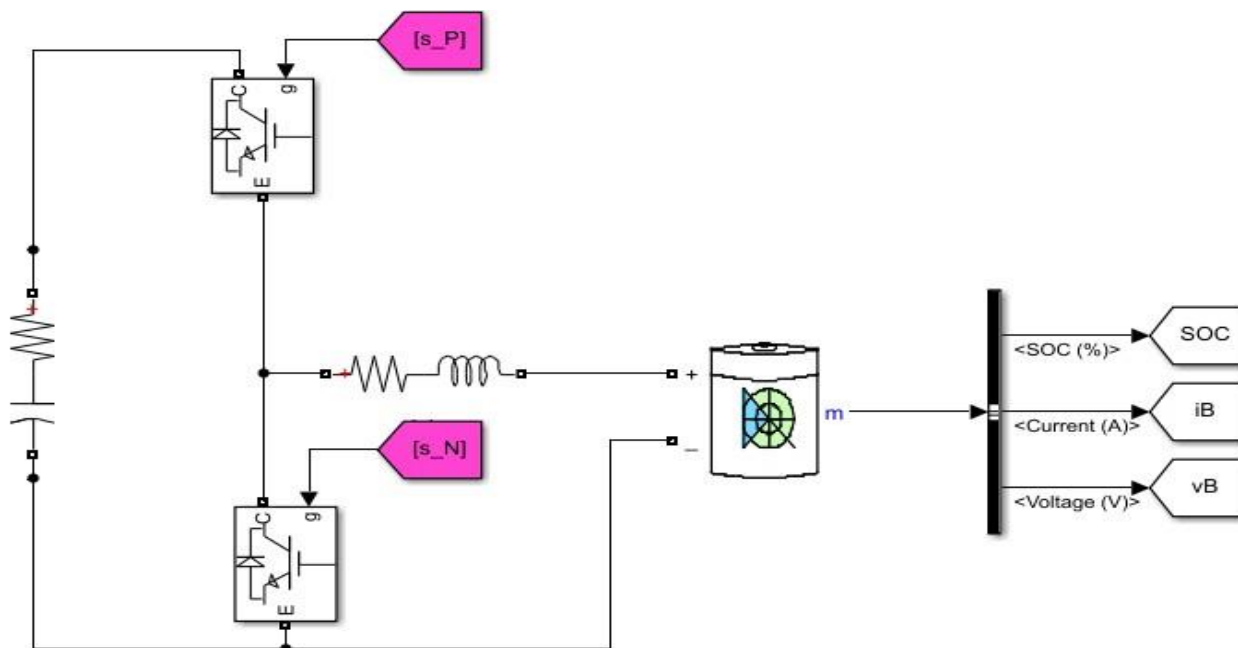 [s_P]
C
g
E
+
<SOC (%)>
SOC
+
+
m
<Current (A)>
iB
[s_N]
–
<Voltage (V)>
vB
C
g
E